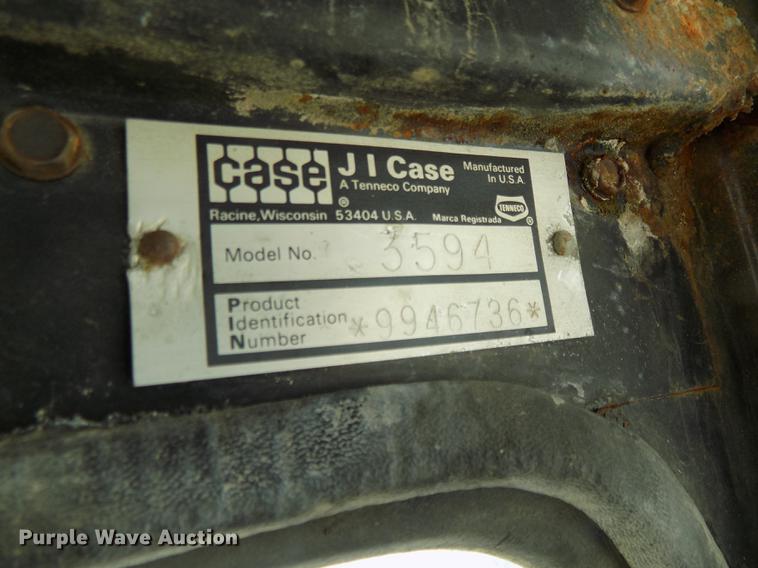 case
J I Case
A Tenneco Company
Manufactured
In U.S.A.
®
Racine, Wisconsin 53404 U.S.A. Marca Registrada ®
TENNECO
Model No. 3594
Product
Identification
Number *9946736*
Purple Wave Auction